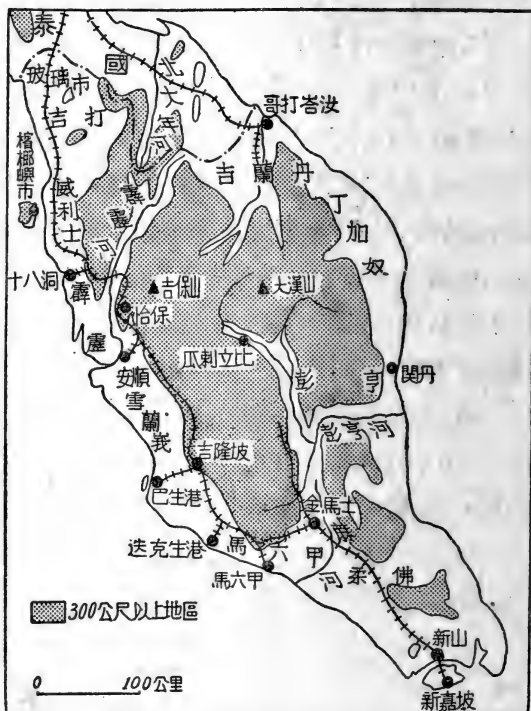 泰國
玻璃市
吉打
北大年河
哥打峇汝
吉蘭丹
丁加奴
檳榔嶼市
威利士
霹靂河
十八洞
霹靂
吉保山
大漢山
怡保
瓜剌立比
彭亨
関丹
安順
雪蘭莪
彭亨河
吉隆坡
巴生港
金馬士
迭克生港
馬六甲
馬六甲
河
柔佛
300公尺以上地區
新山
0 100公里
新嘉坡